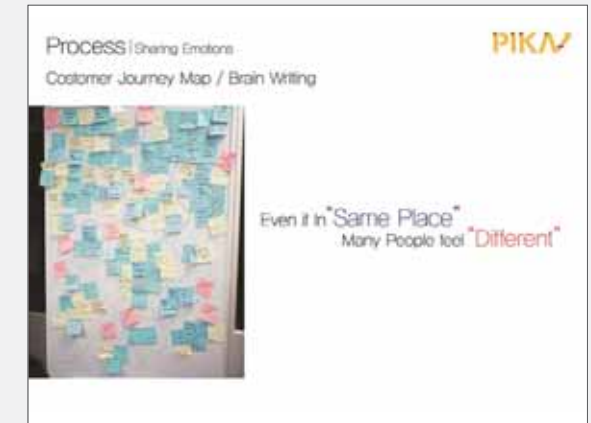 Process | Sharing Emotions
PIKA
Costomer Journey Map / Brain Writing
Even if In "Same Place"
Many People feel "Different"